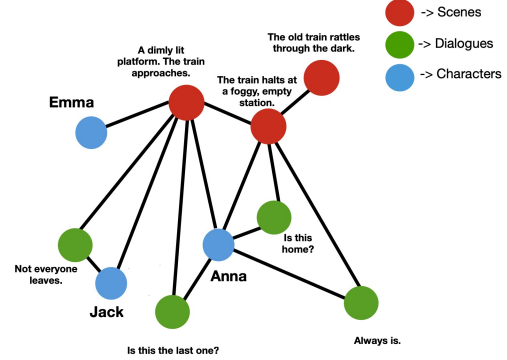 -> Scenes
-> Dialogues
-> Characters
The old train rattles
through the dark.
A dimly lit
platform. The train
approaches.
The train halts at
a foggy, empty
station.
Emma
Is this
home?
Not everyone
leaves.
Anna
Jack
Always is.
Is this the last one?